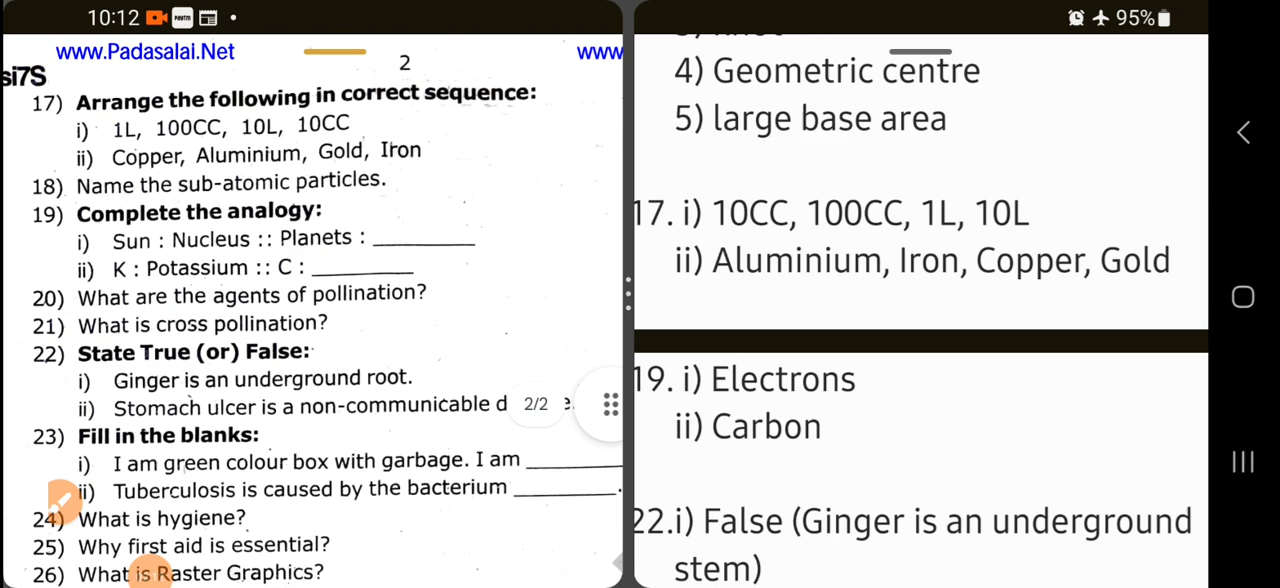 10:12
95%
www.Padasalai.Net
www
si7S
2
17) Arrange the following in correct sequence:
i) 1L, 100CC, 10L, 10CC
ii) Copper, Aluminium, Gold, Iron
18) Name the sub-atomic particles.
19) Complete the analogy:
i) Sun : Nucleus :: Planets : ___________
ii) K : Potassium :: C : ___________
20) What are the agents of pollination?
21) What is cross pollination?
22) State True (or) False:
i) Ginger is an underground root.
ii) Stomach ulcer is a non-communicable d
2/2
23) Fill in the blanks:
i) I am green colour box with garbage. I am ___________
ii) Tuberculosis is caused by the bacterium ___________.
24) What is hygiene?
25) Why first aid is essential?
26) What is Raster Graphics?
4) Geometric centre
5) large base area
17. i) 10CC, 100CC, 1L, 10L
ii) Aluminium, Iron, Copper, Gold
19. i) Electrons
ii) Carbon
22.i) False (Ginger is an underground
stem)